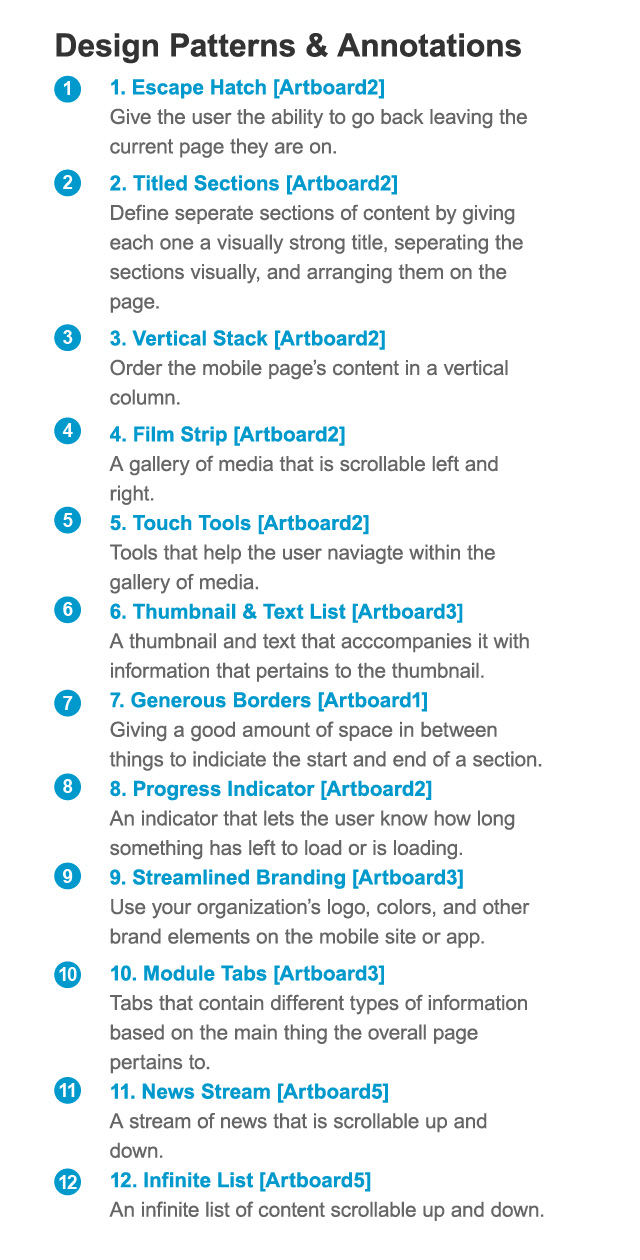 Design Patterns & Annotations
1 1. Escape Hatch [Artboard2]
Give the user the ability to go back leaving the
current page they are on.
2 2. Titled Sections [Artboard2]
Define seperate sections of content by giving
each one a visually strong title, seperating the
sections visually, and arranging them on the
page.
3 3. Vertical Stack [Artboard2]
Order the mobile page’s content in a vertical
column.
4 4. Film Strip [Artboard2]
A gallery of media that is scrollable left and
right.
5 5. Touch Tools [Artboard2]
Tools that help the user naviagte within the
gallery of media.
6 6. Thumbnail & Text List [Artboard3]
A thumbnail and text that acccompanies it with
information that pertains to the thumbnail.
7 7. Generous Borders [Artboard1]
Giving a good amount of space in between
things to indiciate the start and end of a section.
8 8. Progress Indicator [Artboard2]
An indicator that lets the user know how long
something has left to load or is loading.
9 9. Streamlined Branding [Artboard3]
Use your organization’s logo, colors, and other
brand elements on the mobile site or app.
10 10. Module Tabs [Artboard3]
Tabs that contain different types of information
based on the main thing the overall page
pertains to.
11 11. News Stream [Artboard5]
A stream of news that is scrollable up and
down.
12 12. Infinite List [Artboard5]
An infinite list of content scrollable up and down.